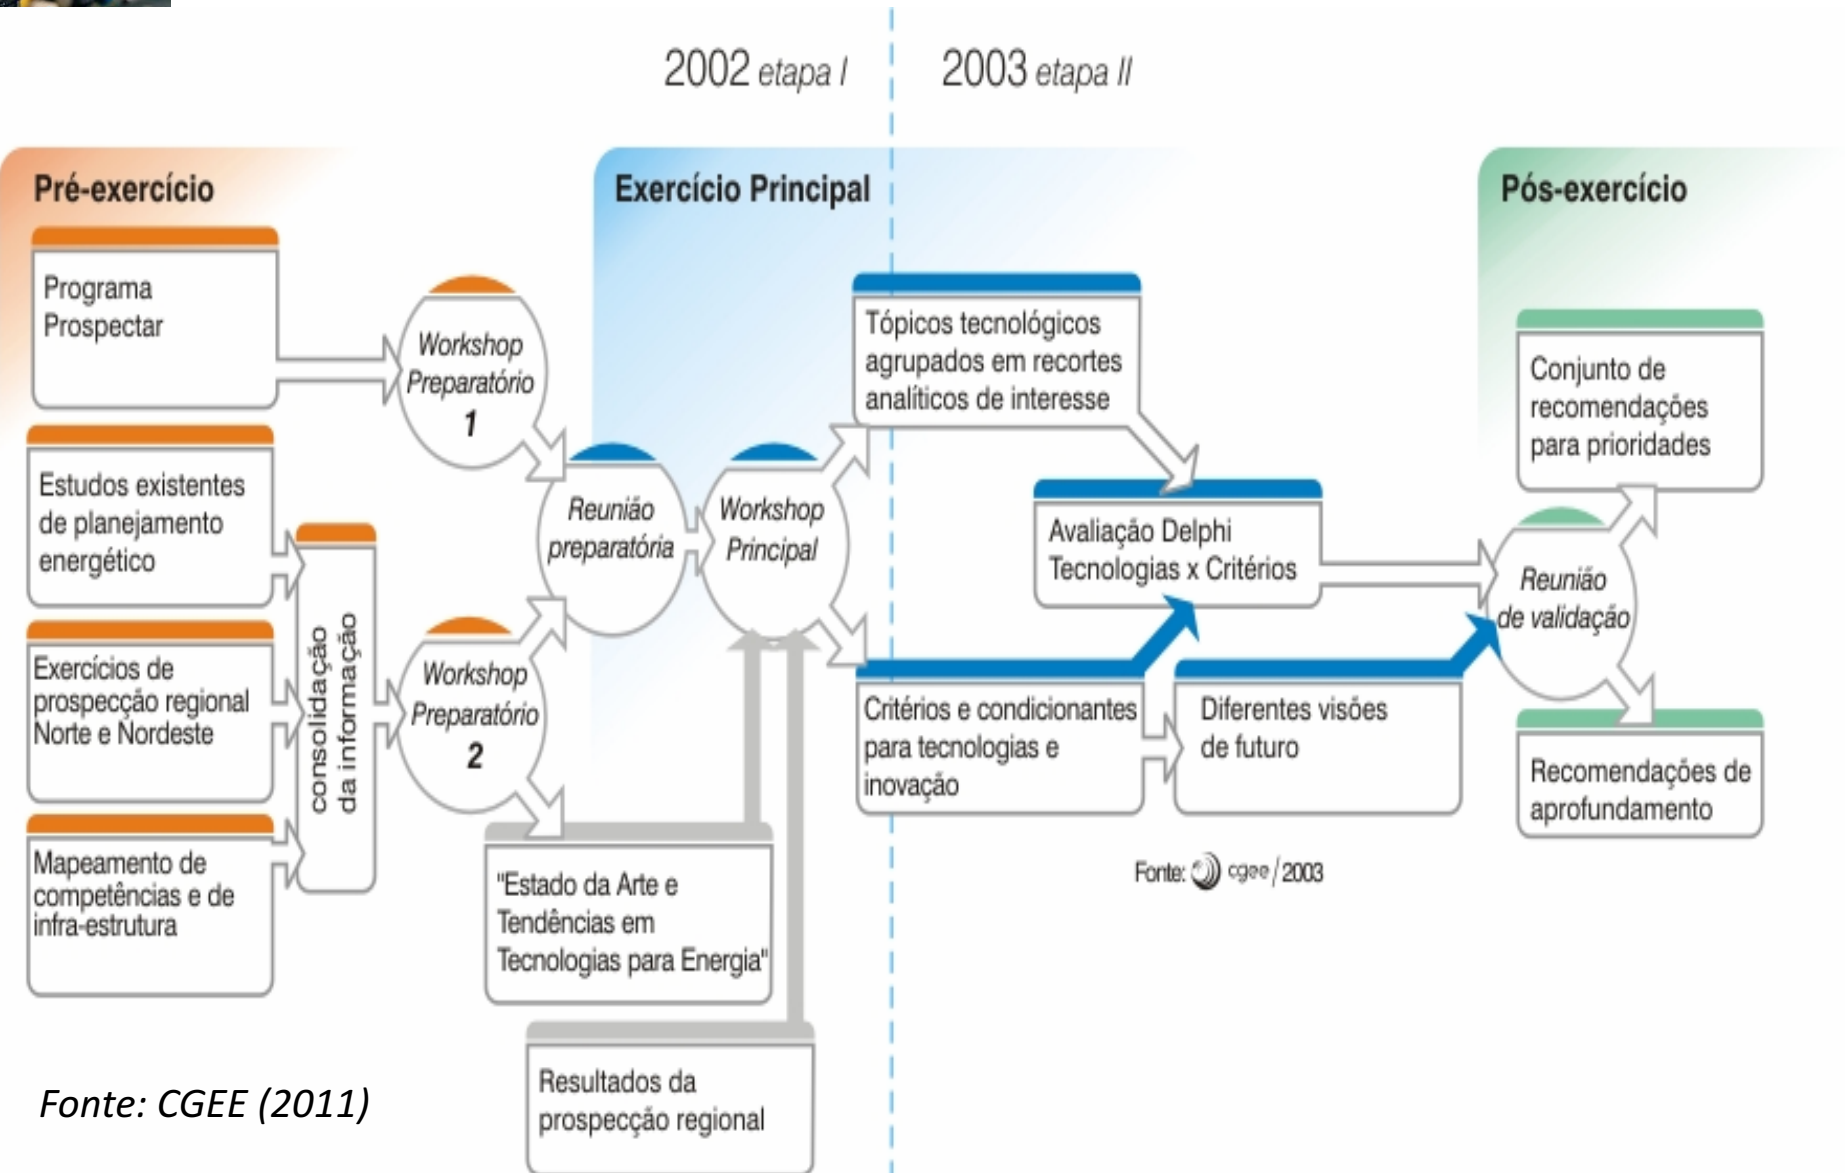 2002 etapa I
2003 etapa II
Pré-exercício
Exercício Principal
Pós-exercício
Programa
Prospectar
Workshop
Preparatório
1
Estudos existentes
de planejamento
energético
Exercícios de
prospecção regional
Norte e Nordeste
Mapeamento de
competências e de
infra-estrutura
consolidação
da informação
Workshop
Preparatório
2
Reunião
preparatória
Workshop
Principal
"Estado da Arte e
Tendências em
Tecnologias para Energia"
Resultados da
prospecção regional
Tópicos tecnológicos
agrupados em recortes
analíticos de interesse
Avaliação Delphi
Tecnologias x Critérios
Critérios e condicionantes
para tecnologias e
inovação
Diferentes visões
de futuro
Reunião
de validação
Conjunto de
recomendações
para prioridades
Recomendações de
aprofundamento
Fonte: cgee/2003
Fonte: CGEE (2011)